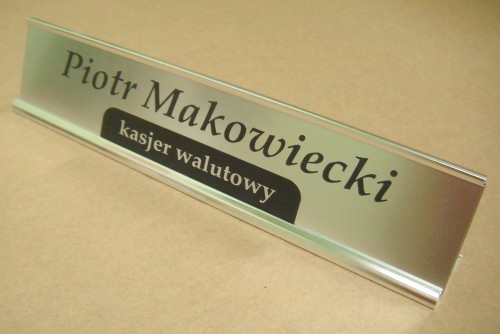 Piotr Makowiecki
kasjer walutowy